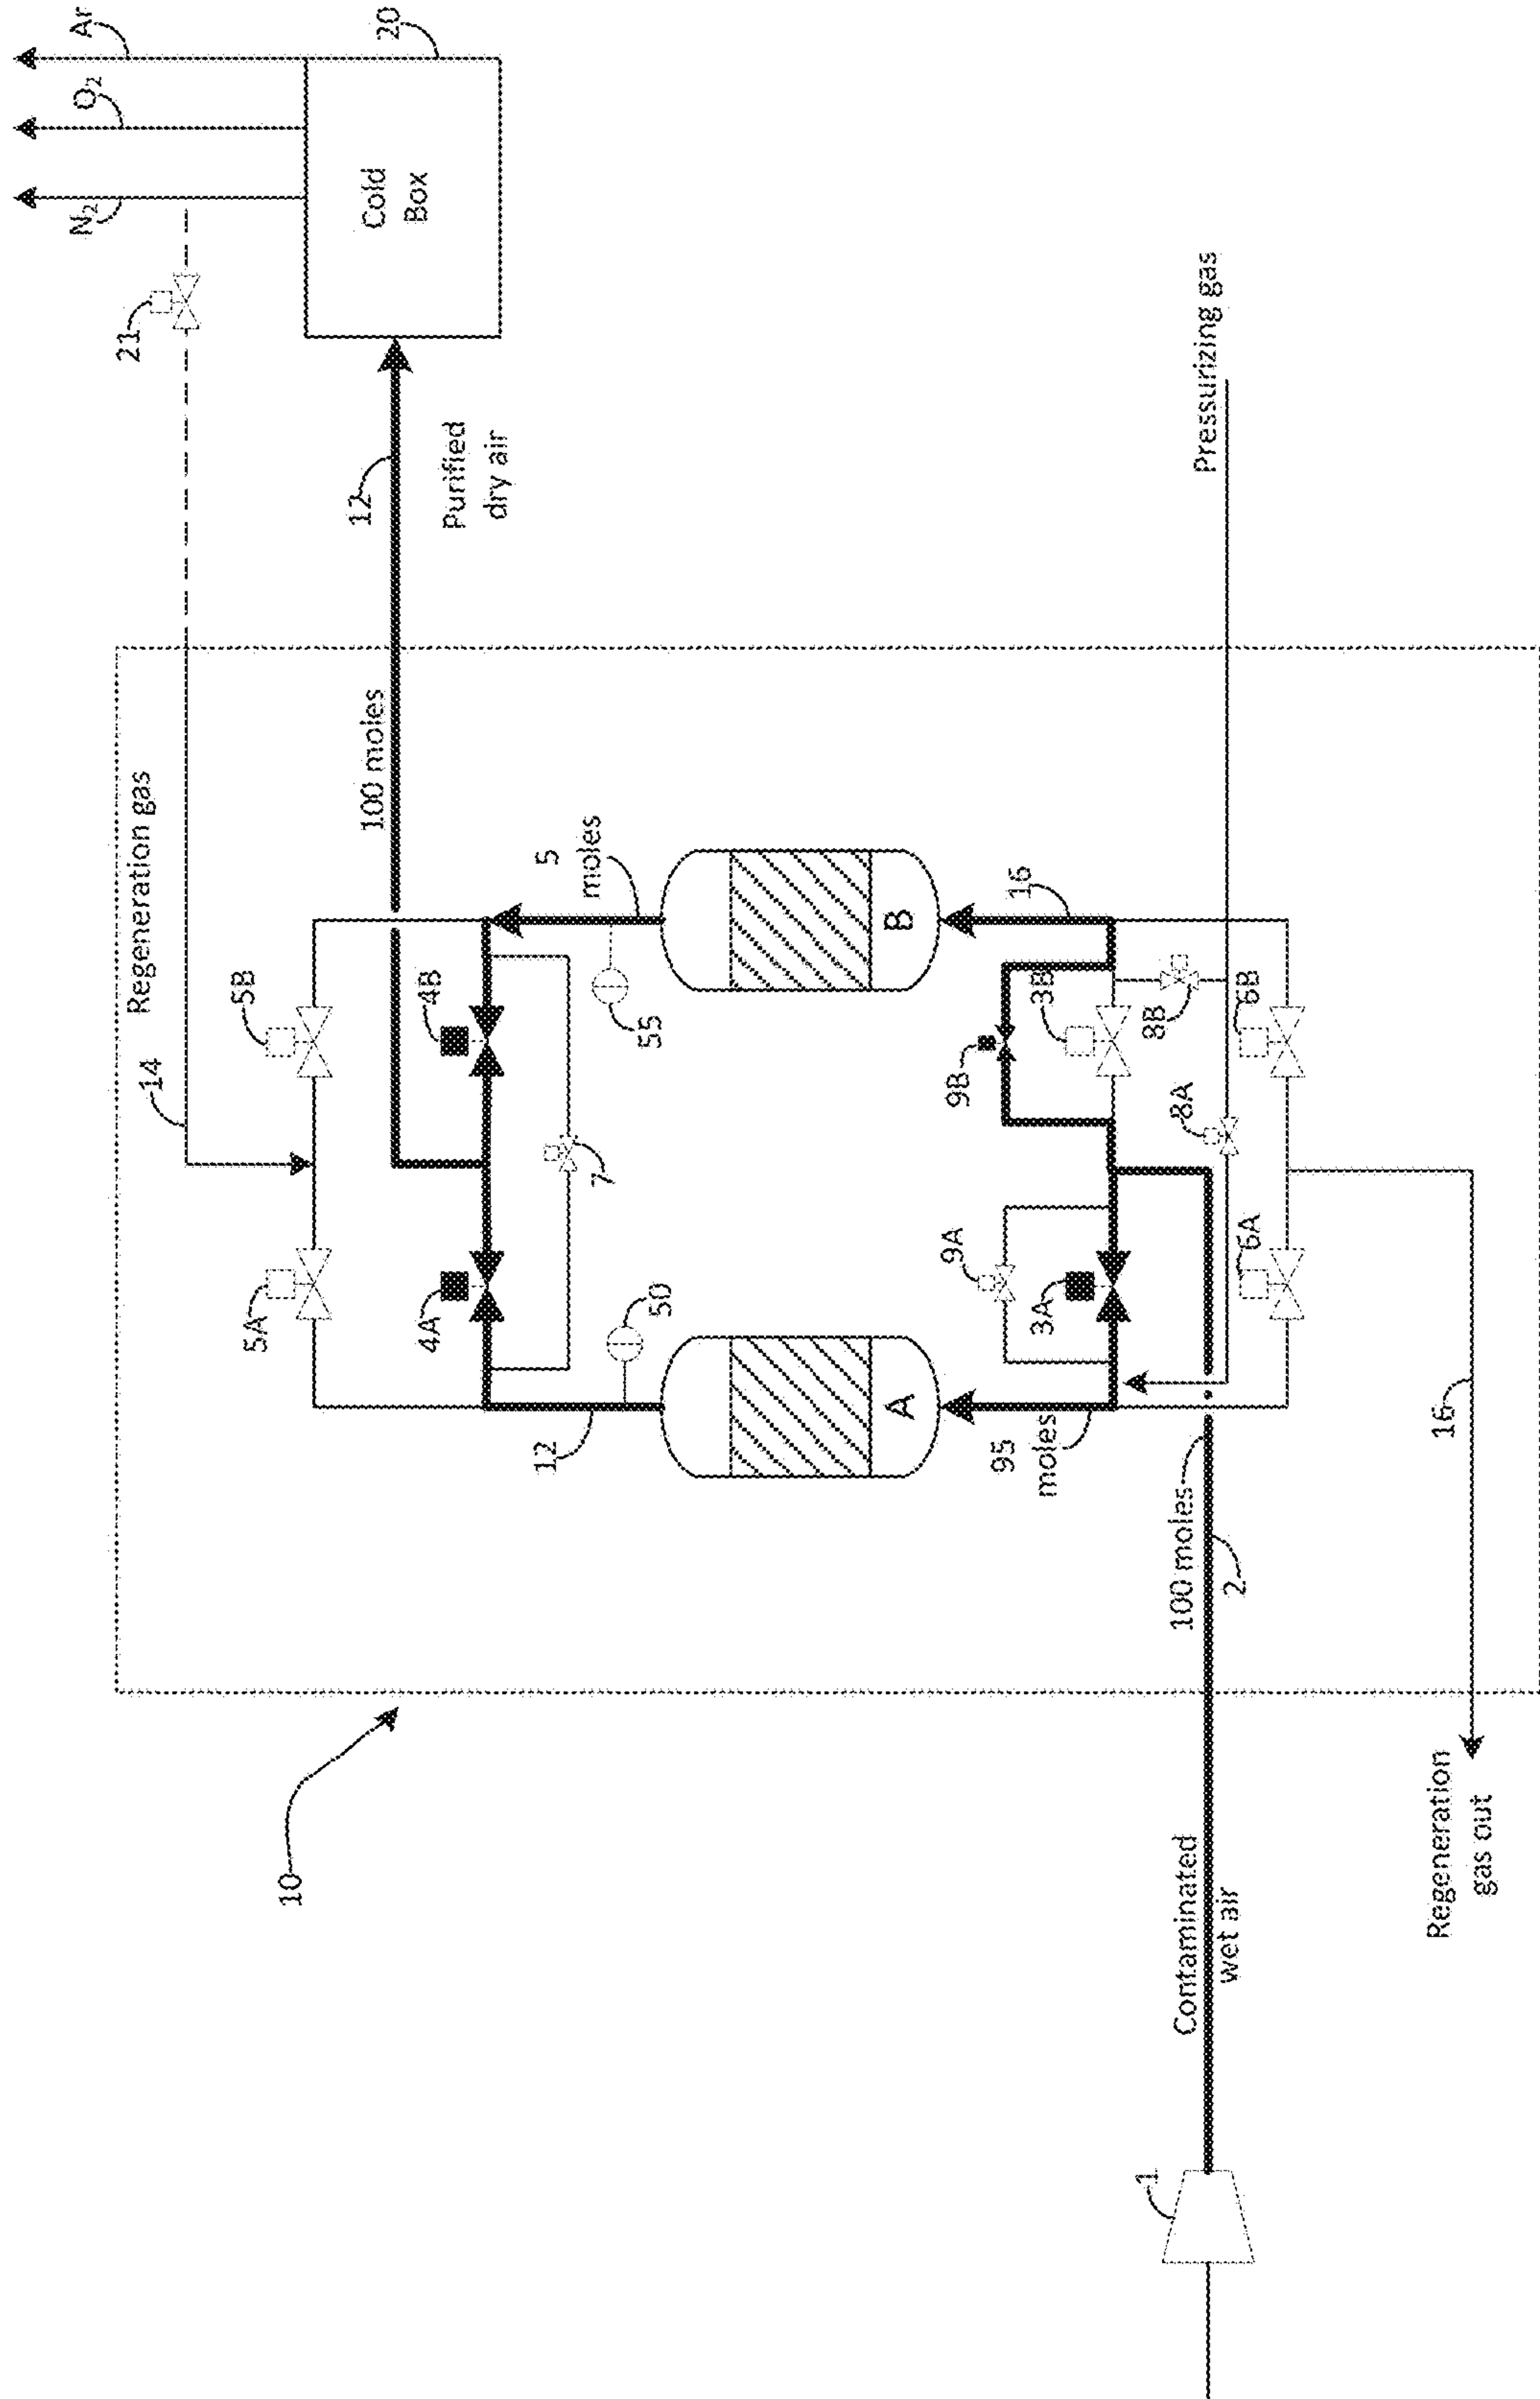 Ar
O₂
N₂
20
21
Cold
Box
12
Purified
dry air
Pressurizing gas
Regeneration gas
14
100 moles
5
moles
5B
4B
55
B
16
9B
3B
8B
6B
8A
7
5A
4A
50
12
A
9A
3A
6A
95
moles
100 moles
2
16
10
Regeneration
gas out
Contaminated
wet air
1